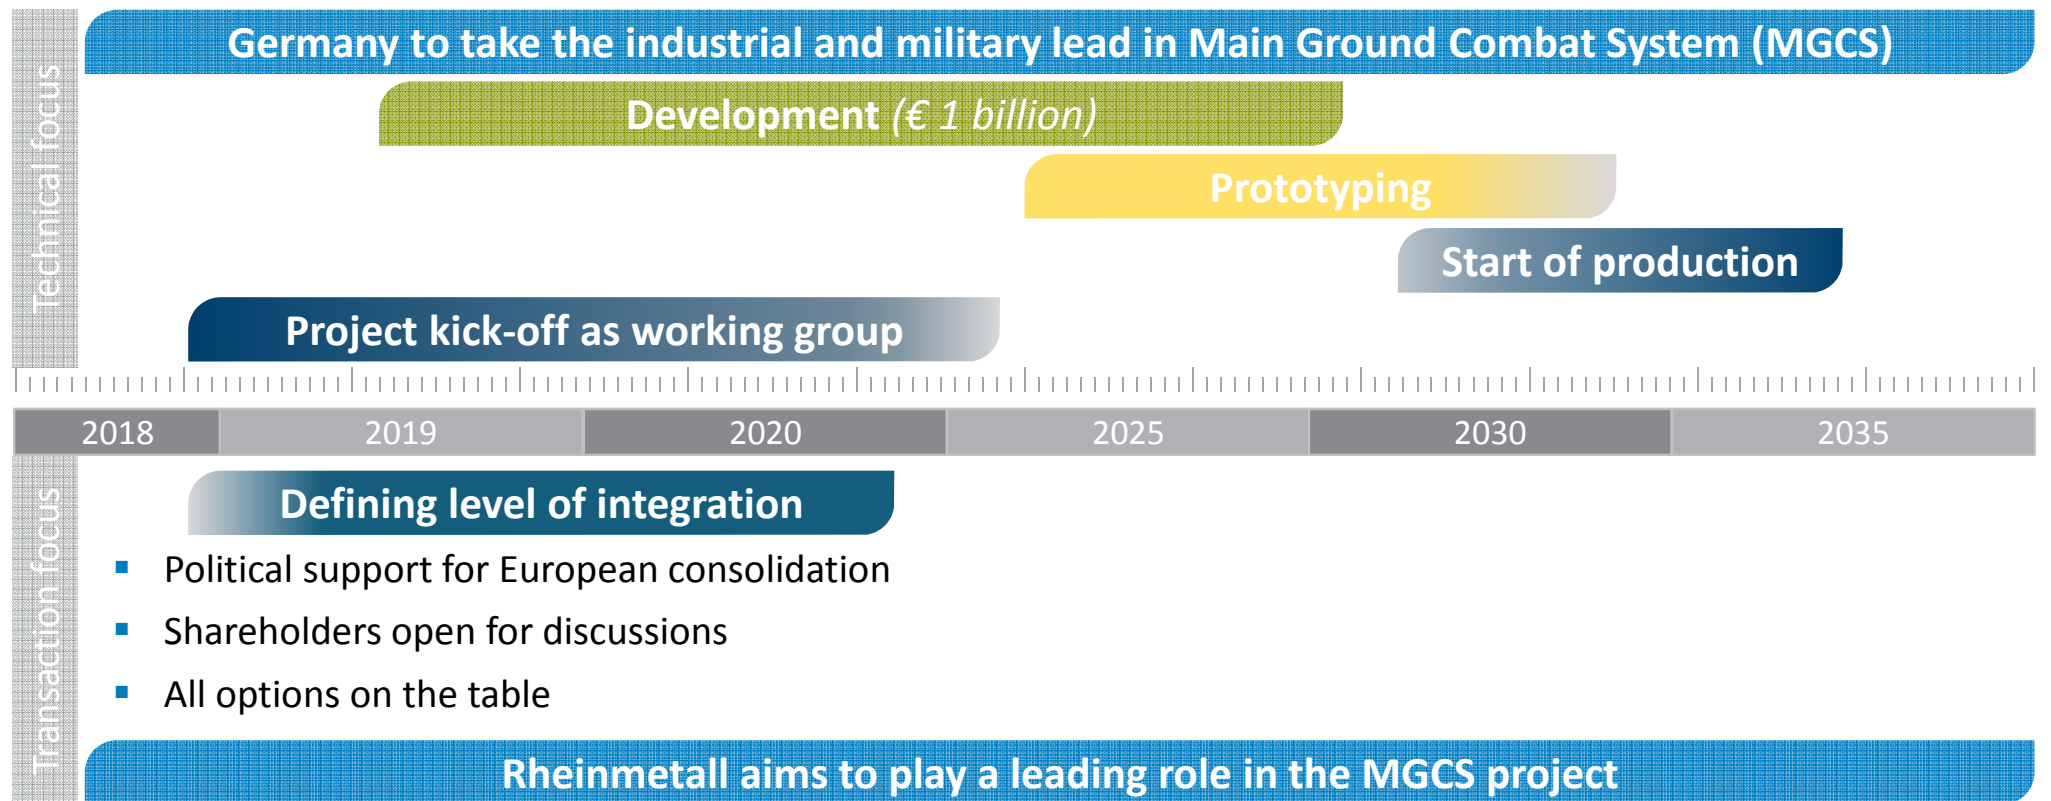 Technical focus
Germany to take the industrial and military lead in Main Ground Combat System (MGCS)
Development (€ 1 billion)
Prototyping
Start of production
Project kick-off as working group
2018 2019 2020 2025 2030 2035
Transaction focus
Defining level of integration
▪ Political support for European consolidation
▪ Shareholders open for discussions
▪ All options on the table
Rheinmetall aims to play a leading role in the MGCS project